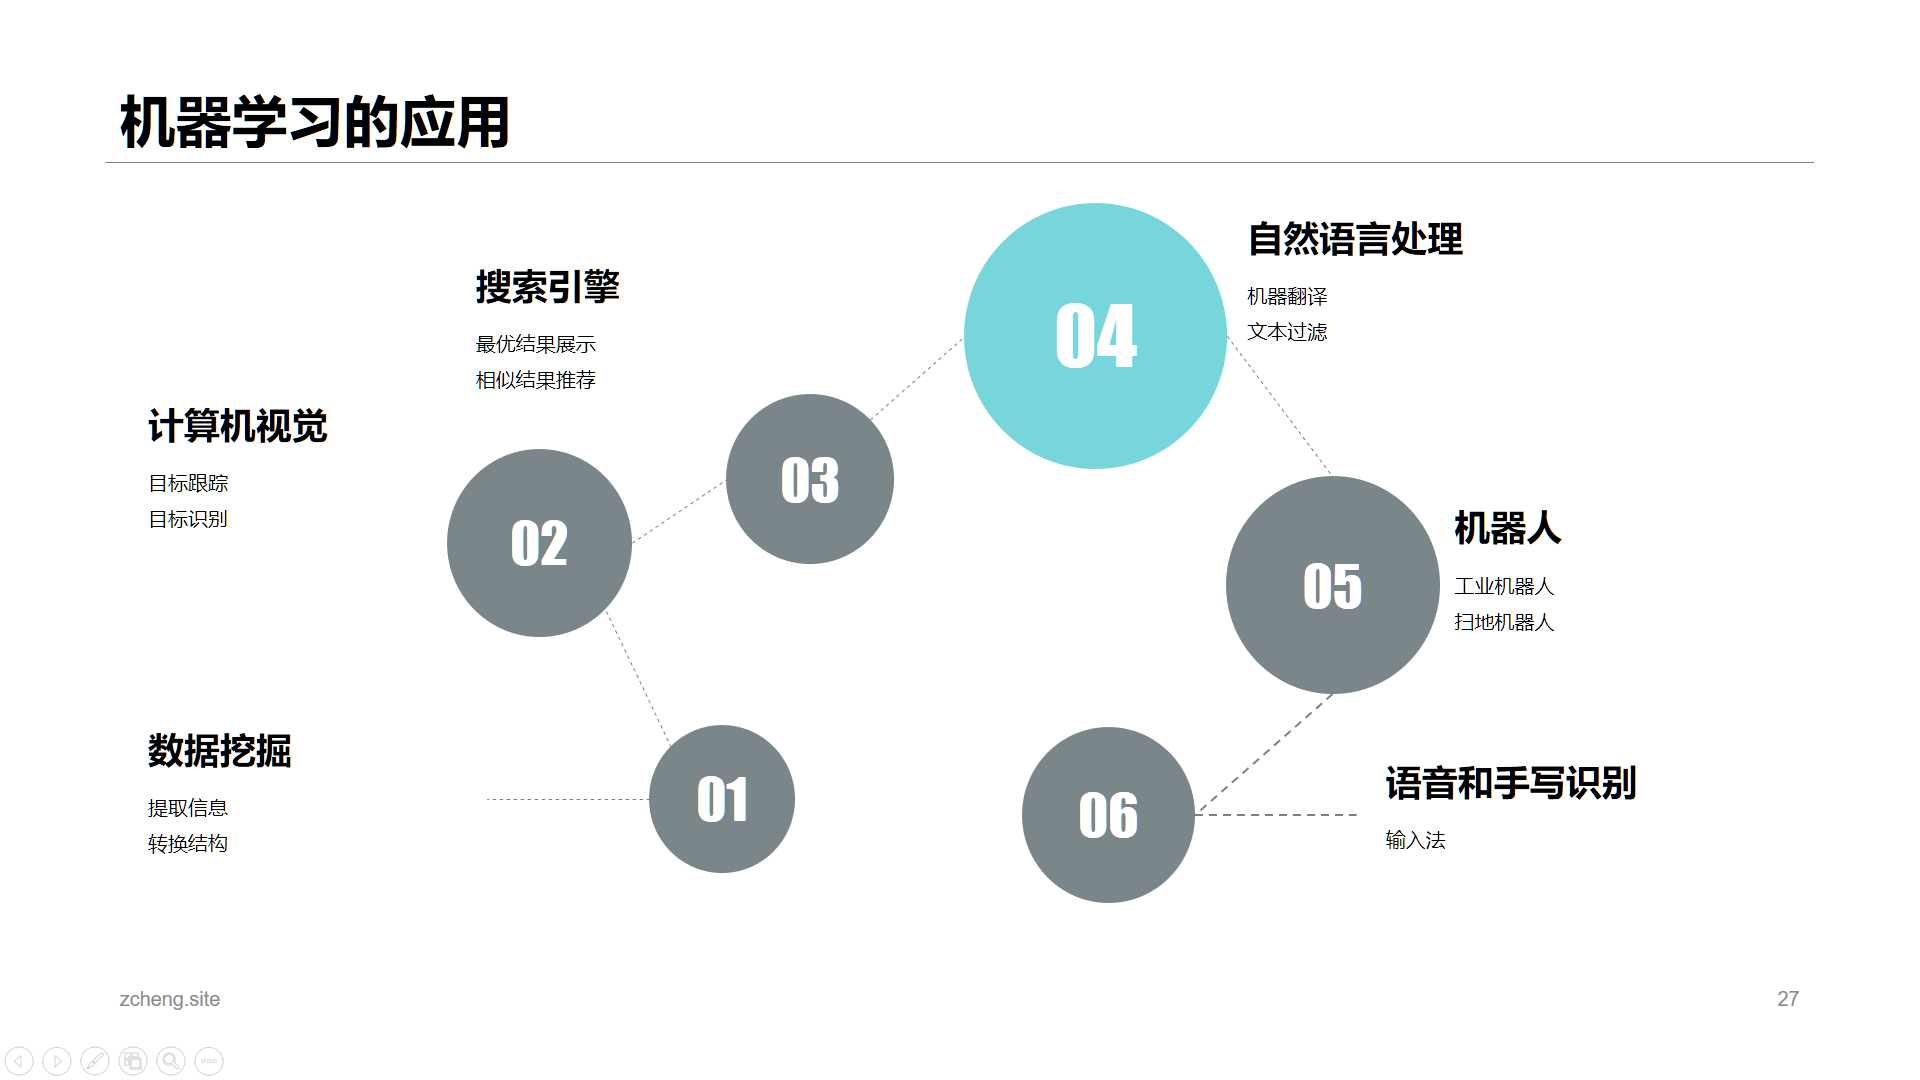 机器学习的应用
04
自然语言处理
机器翻译
文本过滤
搜索引擎
最优结果展示
相似结果推荐
03
计算机视觉
目标跟踪
目标识别
02
05
机器人
工业机器人
扫地机器人
数据挖掘
提取信息
转换结构
01
06
语音和手写识别
输入法
zcheng.site
27